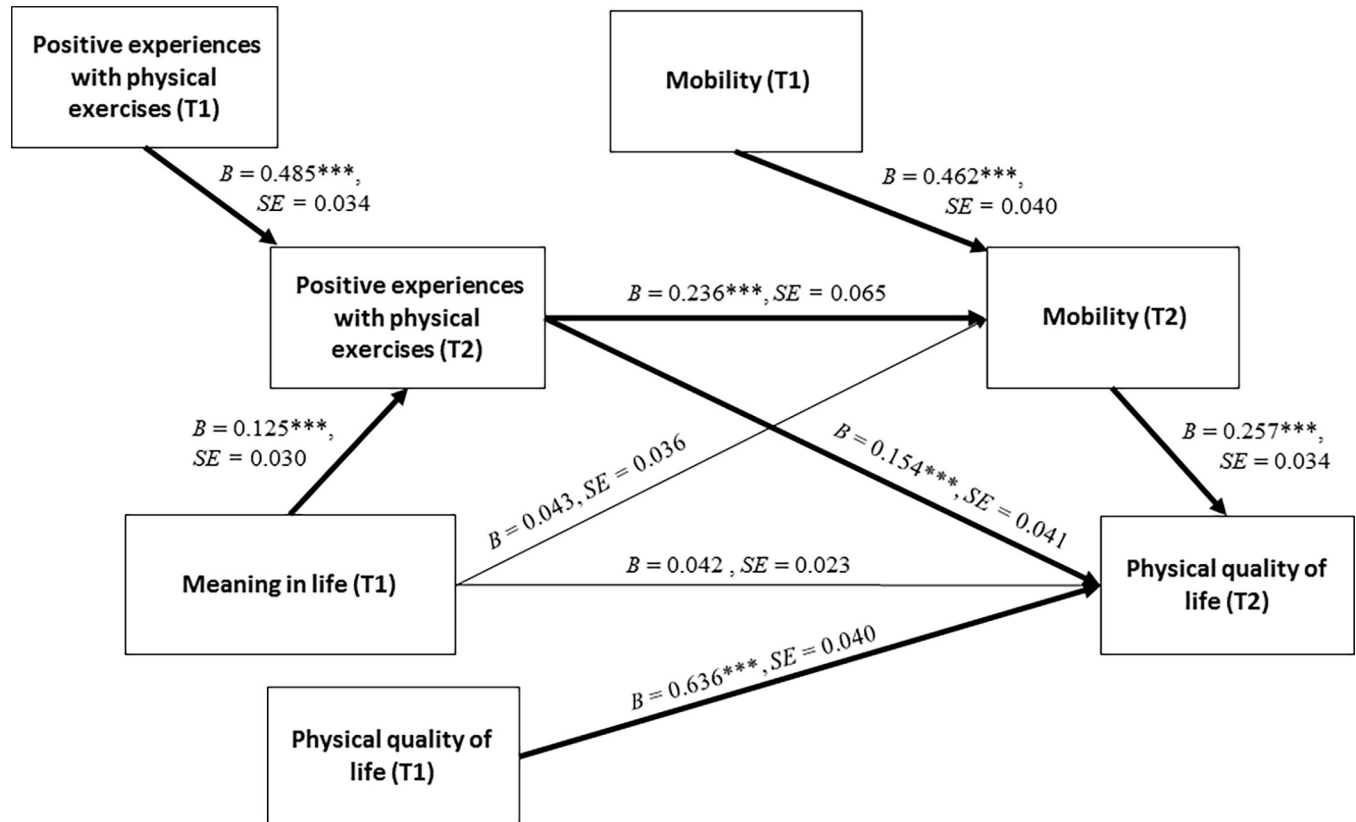 Positive experiences
with physical
exercises (T1)
Mobility (T1)
B = 0.485***,
SE = 0.034
B = 0.462***,
SE = 0.040
Positive experiences
with physical
exercises (T2)
B = 0.236***, SE = 0.065
Mobility (T2)
B = 0.125***,
SE = 0.030
B = 0.043, SE = 0.036
B = 0.154***, SE = 0.041
B = 0.257***,
SE = 0.034
Meaning in life (T1)
B = 0.042 , SE = 0.023
Physical quality of
life (T2)
B = 0.636***, SE = 0.040
Physical quality of
life (T1)